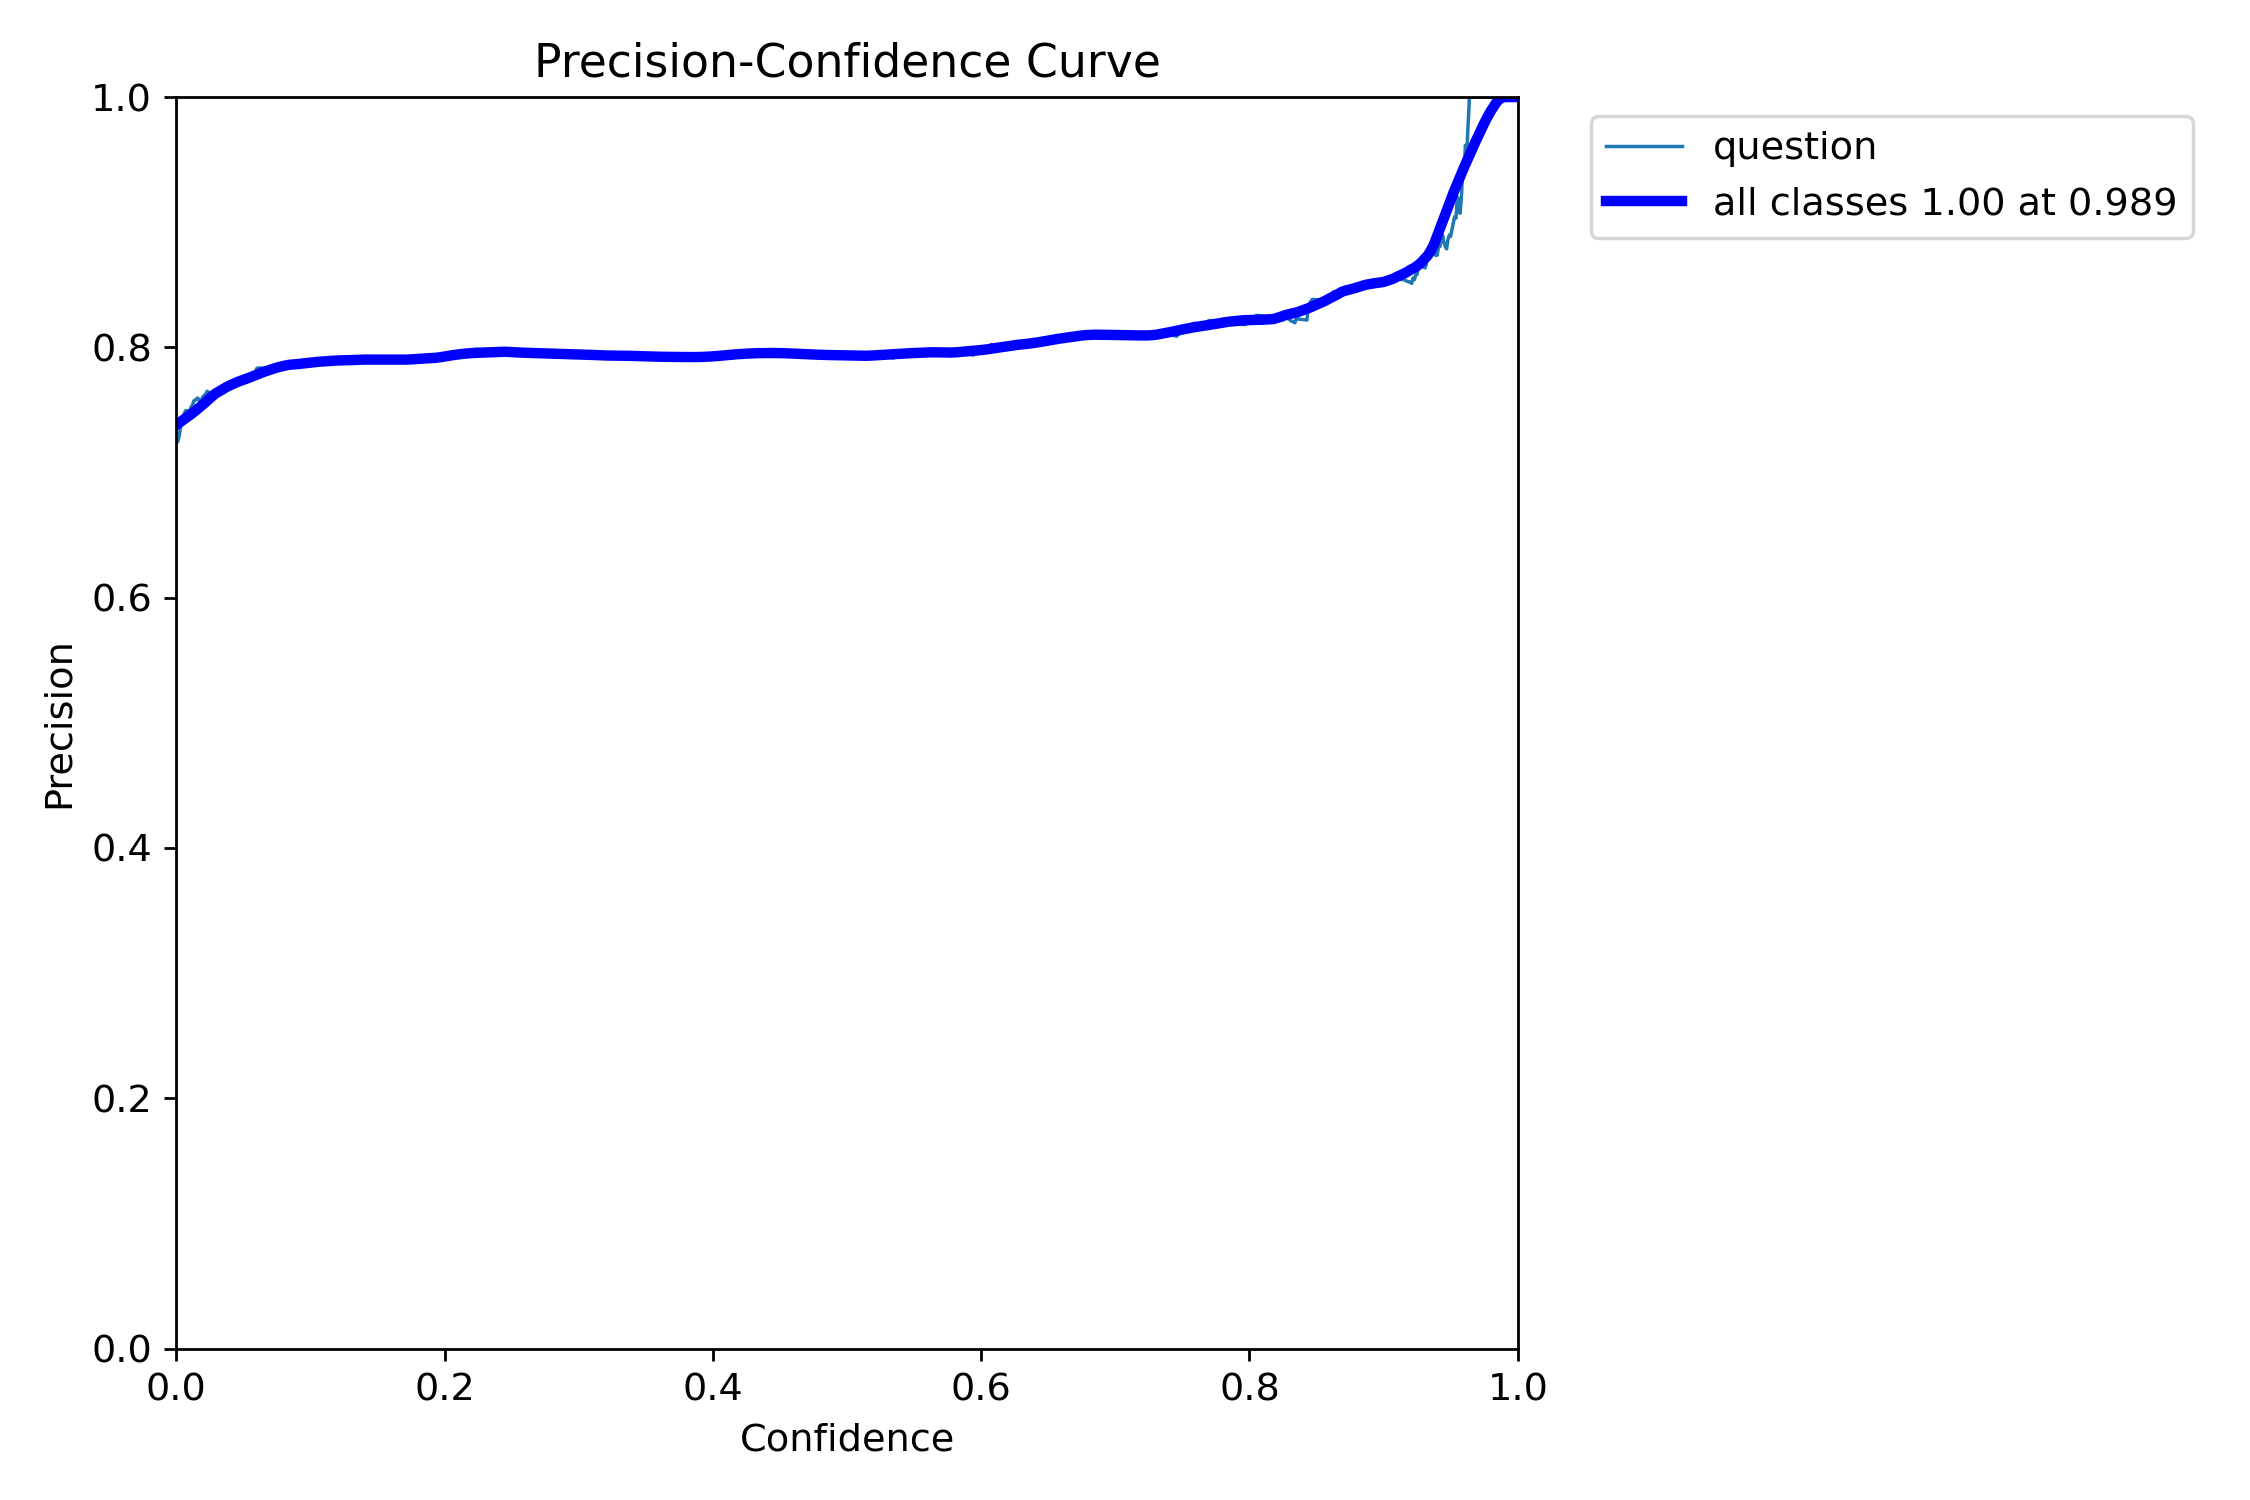 Precision-Confidence Curve
1.0
0.8
0.6
0.4
0.2
0.0
Precision
0.0 0.2 0.4 0.6 0.8 1.0
Confidence
question
all classes 1.00 at 0.989